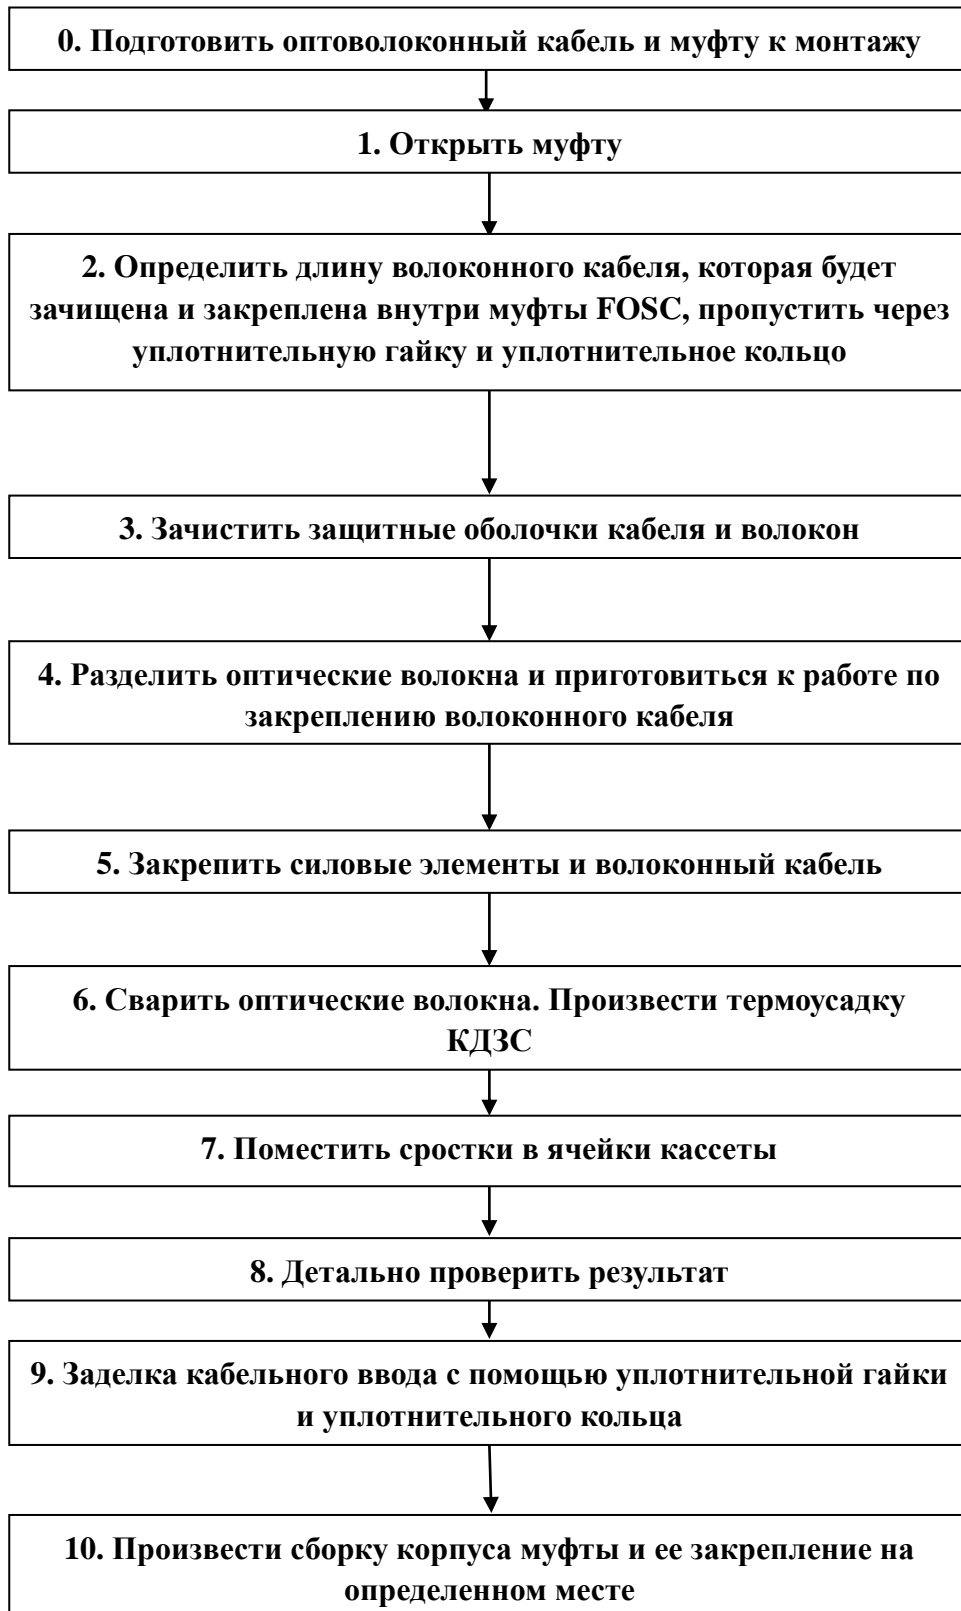 0. Подготовить оптоволоконный кабель и муфту к монтажу
1. Открыть муфту
2. Определить длину волоконного кабеля, которая будет
зачищена и закреплена внутри муфты FOSC, пропустить через
уплотнительную гайку и уплотнительное кольцо
3. Зачистить защитные оболочки кабеля и волокон
4. Разделить оптические волокна и приготовиться к работе по
закреплению волоконного кабеля
5. Закрепить силовые элементы и волоконный кабель
6. Сварить оптические волокна. Произвести термоусадку
КДЗС
7. Поместить сростки в ячейки кассеты
8. Детально проверить результат
9. Заделка кабельного ввода с помощью уплотнительной гайки
и уплотнительного кольца
10. Произвести сборку корпуса муфты и ее закрепление на
определенном месте